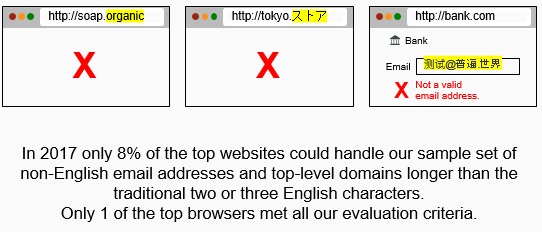 http://soap.organic
http://tokyo.ストア
http://bank.com
X
X
Bank
Email 测试@普遍.世界
X Not a valid
email address.
In 2017 only 8% of the top websites could handle our sample set of
non-English email addresses and top-level domains longer than the
traditional two or three English characters.
Only 1 of the top browsers met all our evaluation criteria.